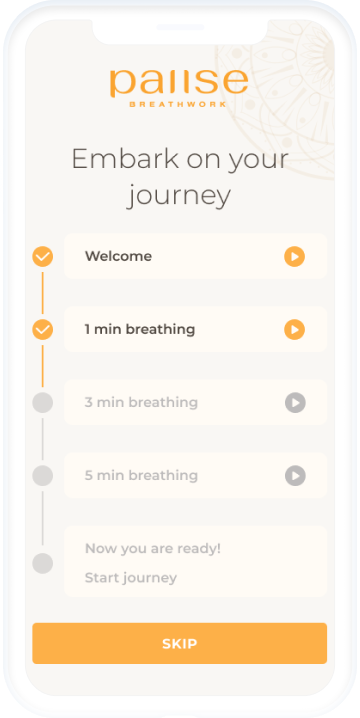 pause
BREATHWORK
Embark on your
journey
Welcome
1 min breathing
3 min breathing
5 min breathing
Now you are ready!
Start journey
SKIP